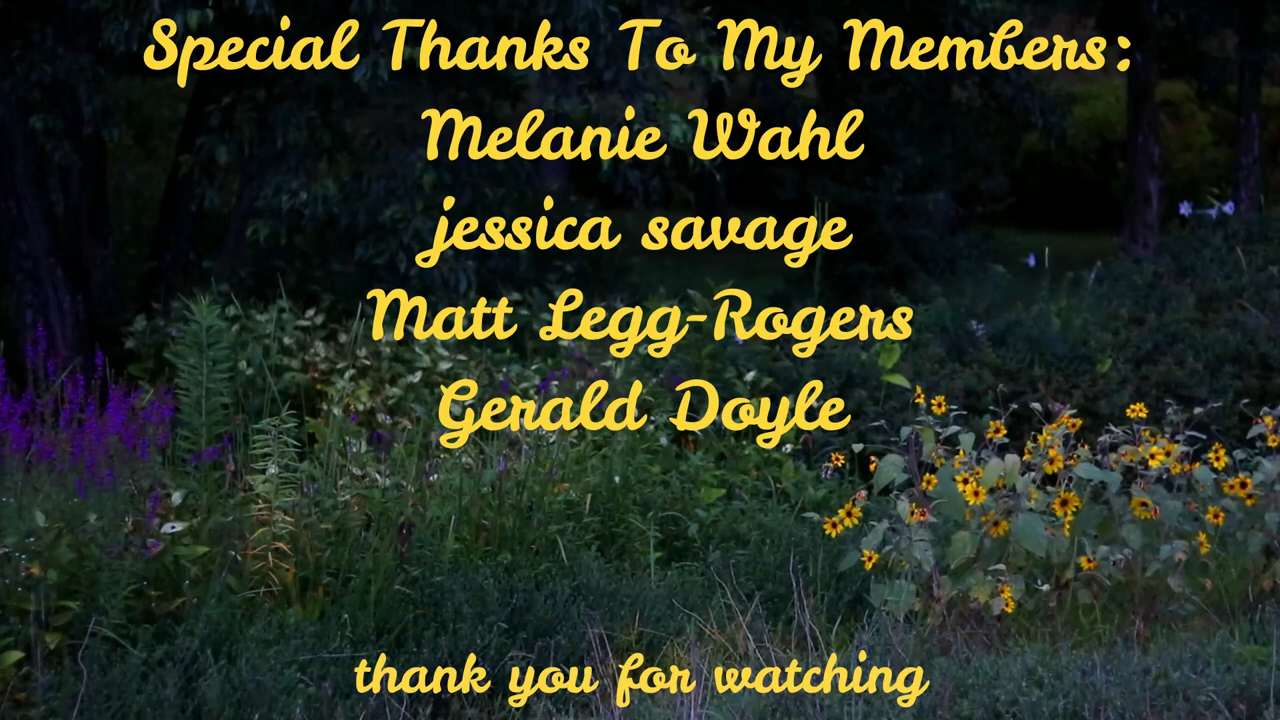 Special Thanks To My Members:
Melanie Wahl
jessica savage
Matt Legg-Rogers
Gerald Doyle
thank you for watching